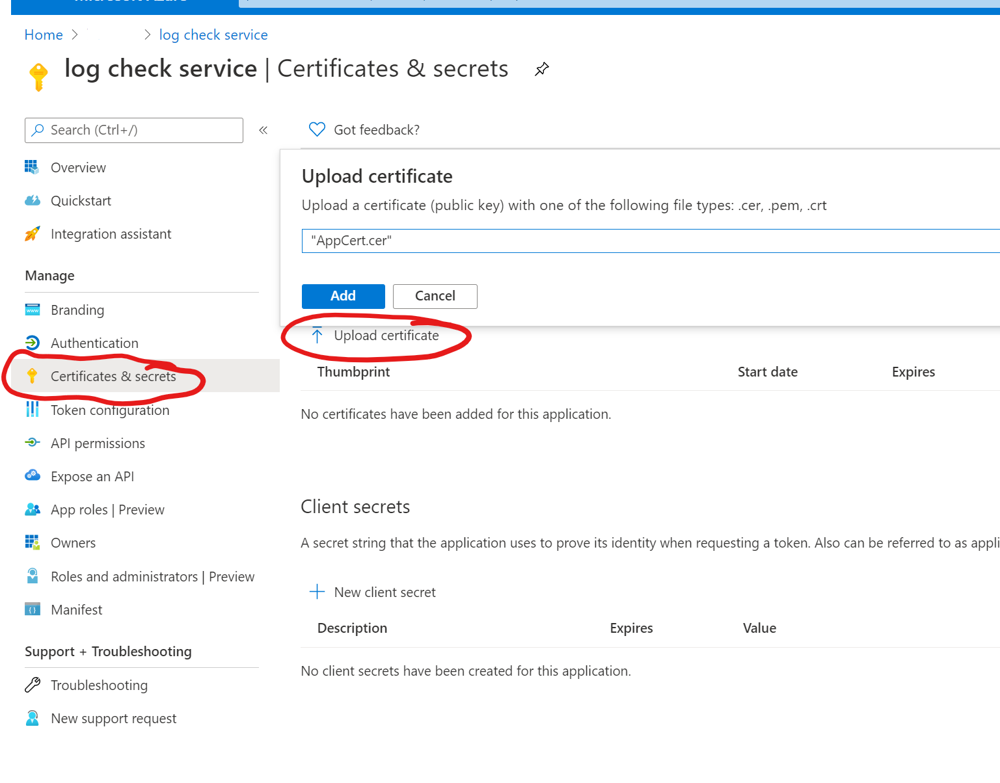 Microsoft Azure
Home > > log check service
log check service | Certificates & secrets
Search (Ctrl+/)
«
Got feedback?
Overview
Quickstart
Integration assistant
Manage
Branding
Authentication
Certificates & secrets
Token configuration
API permissions
Expose an API
App roles | Preview
Owners
Roles and administrators | Preview
Manifest
Support + Troubleshooting
Troubleshooting
New support request
Upload certificate
Upload a certificate (public key) with one of the following file types: .cer, .pem, .crt
"AppCert.cer"
Add Cancel
Upload certificate
Thumbprint Start date Expires
No certificates have been added for this application.
Client secrets
A secret string that the application uses to prove its identity when requesting a token. Also can be referred to as appli
New client secret
Description Expires Value
No client secrets have been created for this application.